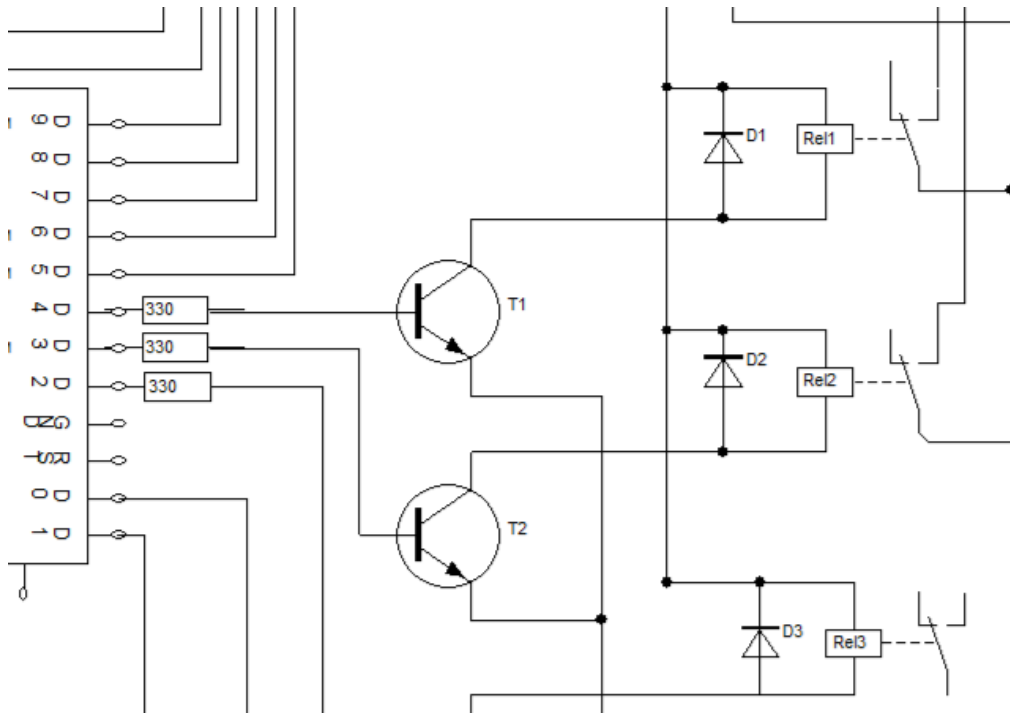 D9
D8
D7
D6
D5
D4
D3
D2
GND
RST
D0
D1
0
330
330
330
T1
T2
D1
Rel1
D2
Rel2
D3
Rel3